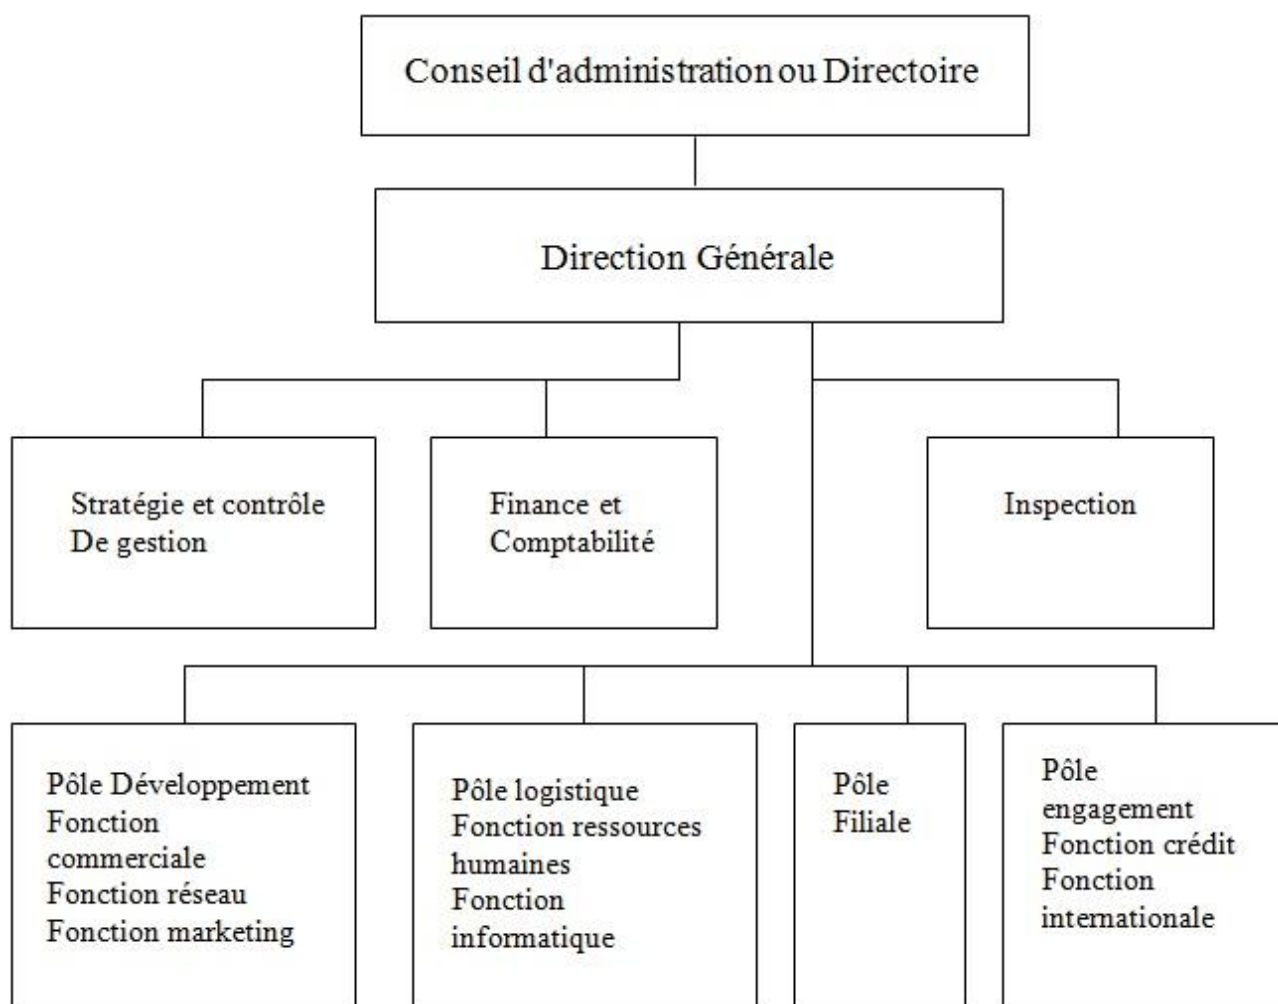 Conseil d'administration ou Directoire
Direction Générale
Stratégie et contrôle
De gestion
Finance et
Comptabilité
Inspection
Pôle Développement
Fonction
commerciale
Fonction réseau
Fonction marketing
Pôle logistique
Fonction ressources
humaines
Fonction
informatique
Pôle
Filiale
Pôle
engagement
Fonction crédit
Fonction
internationale